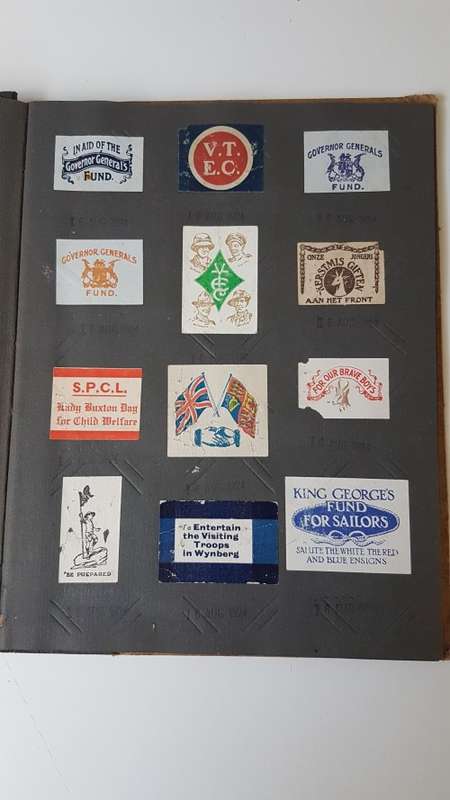 IN AID OF THE
Governor General's
FUND.
V.T.
E.C.
GOVERNOR GENERALS
FUND.
GOVERNOR GENERALS
FUND.
ONZE JONGENS
KERSTMIS GIFTEN
AAN HET FRONT
S.P.C.L.
Lady Buxton Day
for Child Welfare
FOR OUR BRAVE BOYS
BE PREPARED
To Entertain
the Visiting
Troops
in Wynberg
KING GEORGE'S
FUND
FOR SAILORS
SALUTE THE WHITE THE RED
AND BLUE ENSIGNS